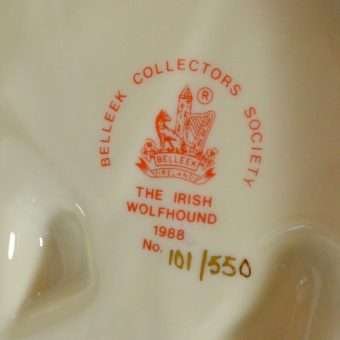 BELLEEK COLLECTORS SOCIETY
®
BELLEEK
IRELAND
THE IRISH
WOLFHOUND
1988
No. 101/550